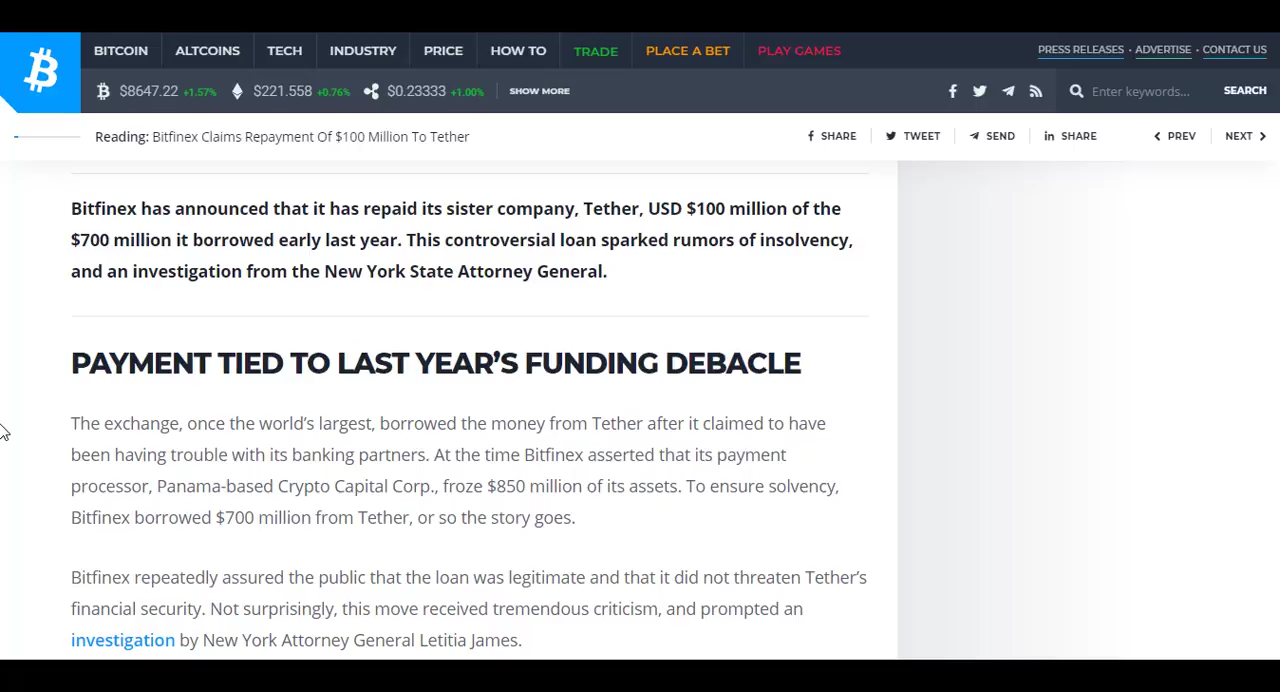 BITCOIN ALTCOINS TECH INDUSTRY PRICE HOW TO TRADE PLACE A BET PLAY GAMES PRESS RELEASES · ADVERTISE · CONTACT US
$8647.22 +1.57% $221.558 +0.76% $0.23333 +1.00% SHOW MORE Enter keywords... SEARCH
Reading: Bitfinex Claims Repayment Of $100 Million To Tether SHARE TWEET SEND SHARE PREV NEXT
Bitfinex has announced that it has repaid its sister company, Tether, USD $100 million of the
$700 million it borrowed early last year. This controversial loan sparked rumors of insolvency,
and an investigation from the New York State Attorney General.
PAYMENT TIED TO LAST YEAR’S FUNDING DEBACLE
The exchange, once the world’s largest, borrowed the money from Tether after it claimed to have
been having trouble with its banking partners. At the time Bitfinex asserted that its payment
processor, Panama-based Crypto Capital Corp., froze $850 million of its assets. To ensure solvency,
Bitfinex borrowed $700 million from Tether, or so the story goes.
Bitfinex repeatedly assured the public that the loan was legitimate and that it did not threaten Tether’s
financial security. Not surprisingly, this move received tremendous criticism, and prompted an
investigation by New York Attorney General Letitia James.